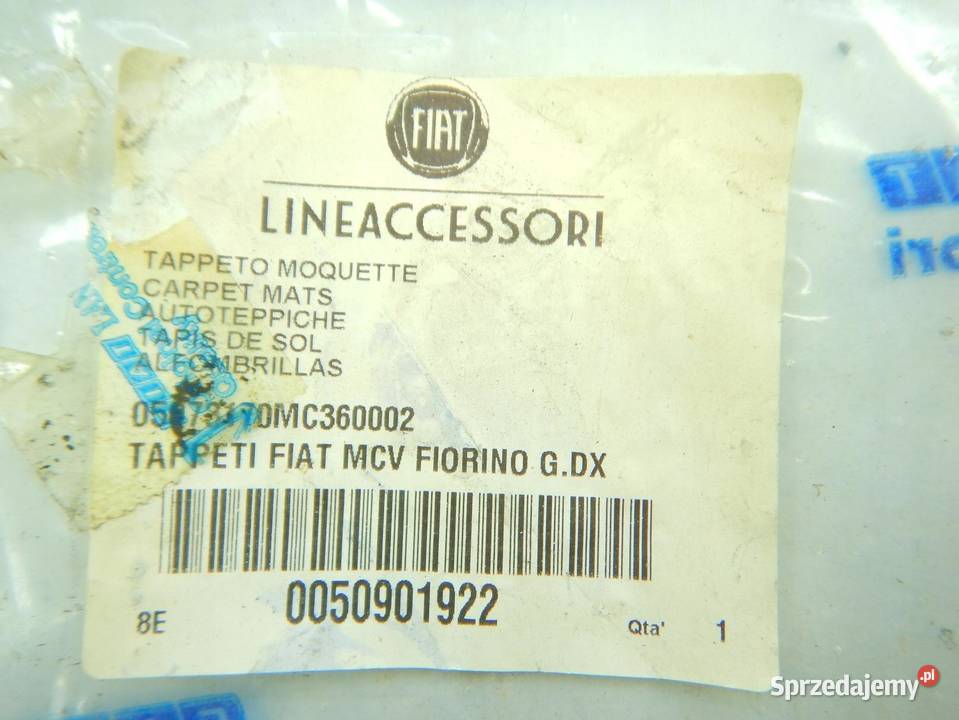 FIAT
LINEACCESSORI
TAPPETO MOQUETTE
CARPET MATS
AUTOTEPPICHE
TAPIS DE SOL
ALFOMBRILLAS
TAPPETI FIAT MCV FIORINO G.DX
0050901922
8E Qta' 1
Sprzedajemy.pl